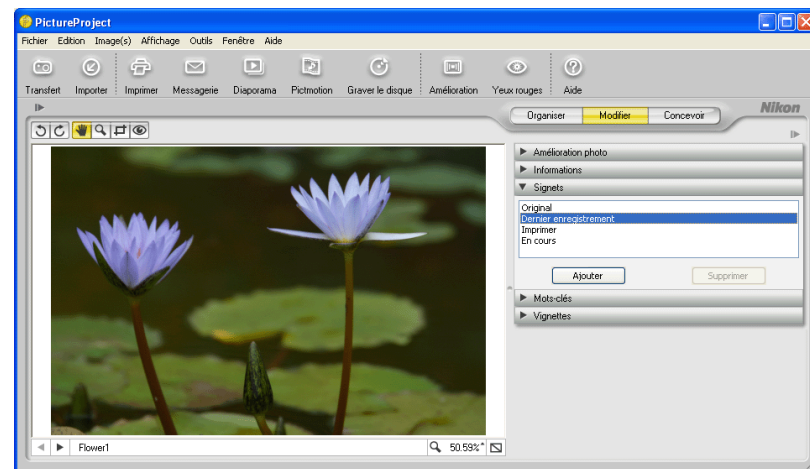 PictureProject
Fichier Edition Image(s) Affichage Outils Fenêtre Aide
Transfert Importer Imprimer Messagerie Diaporama Pictmotion Graver le disque Amélioration Yeux rouges Aide
Organiser Modifier Concevoir Nikon
Amélioration photo
Informations
Signets
Original
Dernier enregistrement
Imprimer
En cours
Ajouter Supprimer
Mots-clés
Vignettes
Flower1 50.59%*